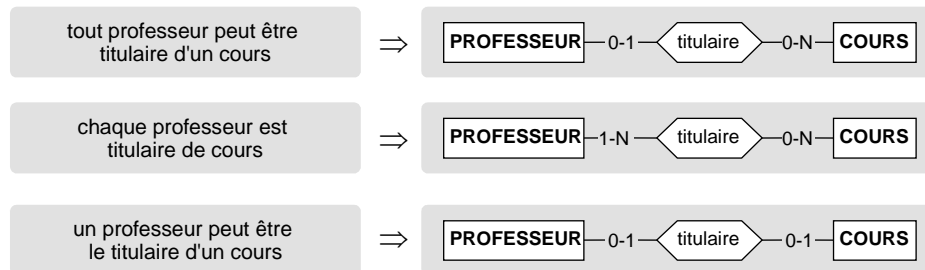 tout professeur peut être
titulaire d'un cours
⇒
PROFESSEUR 0-1 titulaire 0-N COURS
chaque professeur est
titulaire de cours
⇒
PROFESSEUR 1-N titulaire 0-N COURS
un professeur peut être
le titulaire d'un cours
⇒
PROFESSEUR 0-1 titulaire 0-1 COURS